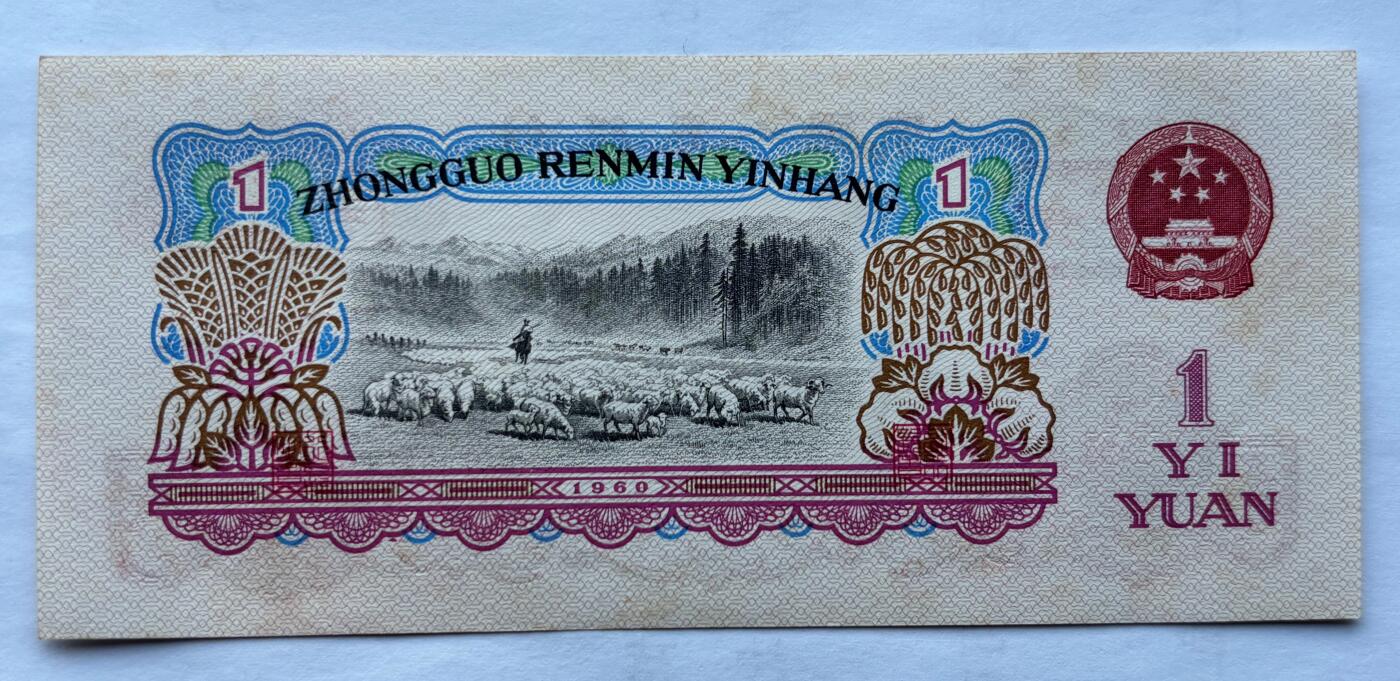 1
ZHONGGUO RENMIN YINHANG
1
1960
1
YI
YUAN